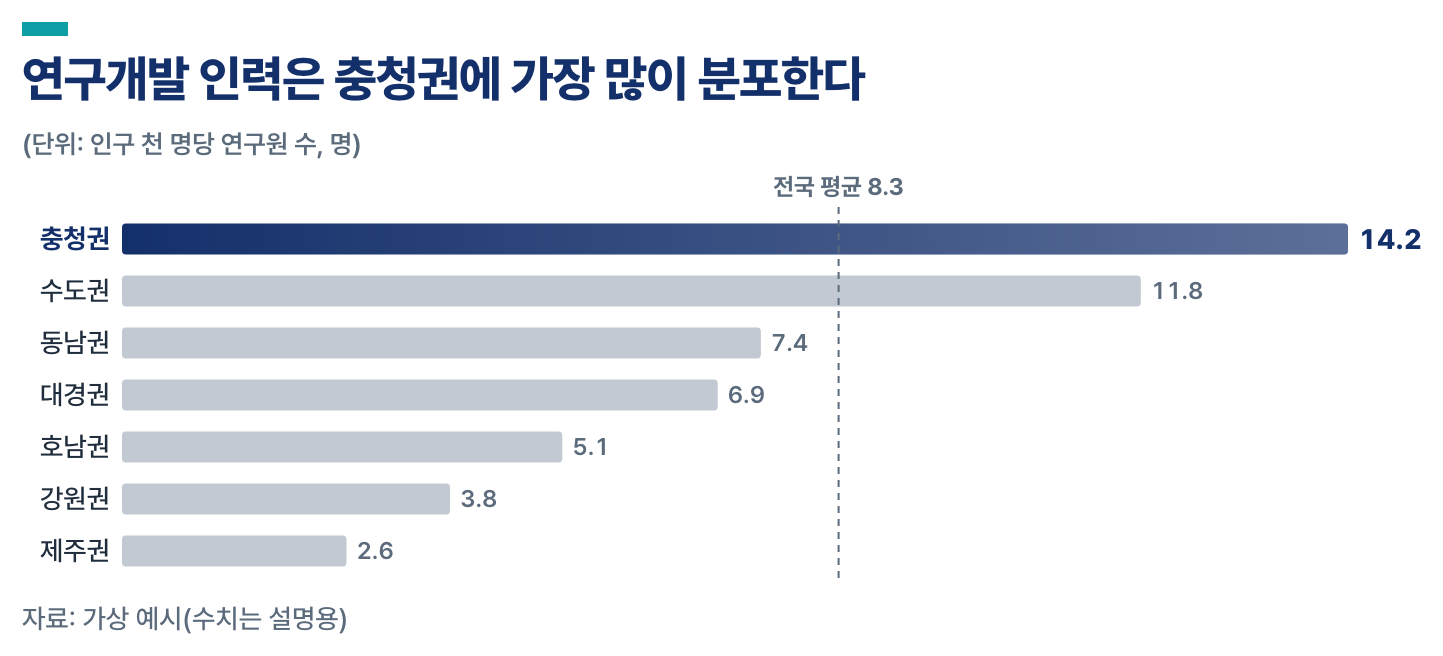 연구개발 인력은 충청권에 가장 많이 분포한다
(단위: 인구 천 명당 연구원 수, 명)
전국 평균 8.3
충청권 14.2
수도권 11.8
동남권 7.4
대경권 6.9
호남권 5.1
강원권 3.8
제주권 2.6
자료: 가상 예시(수치는 설명용)